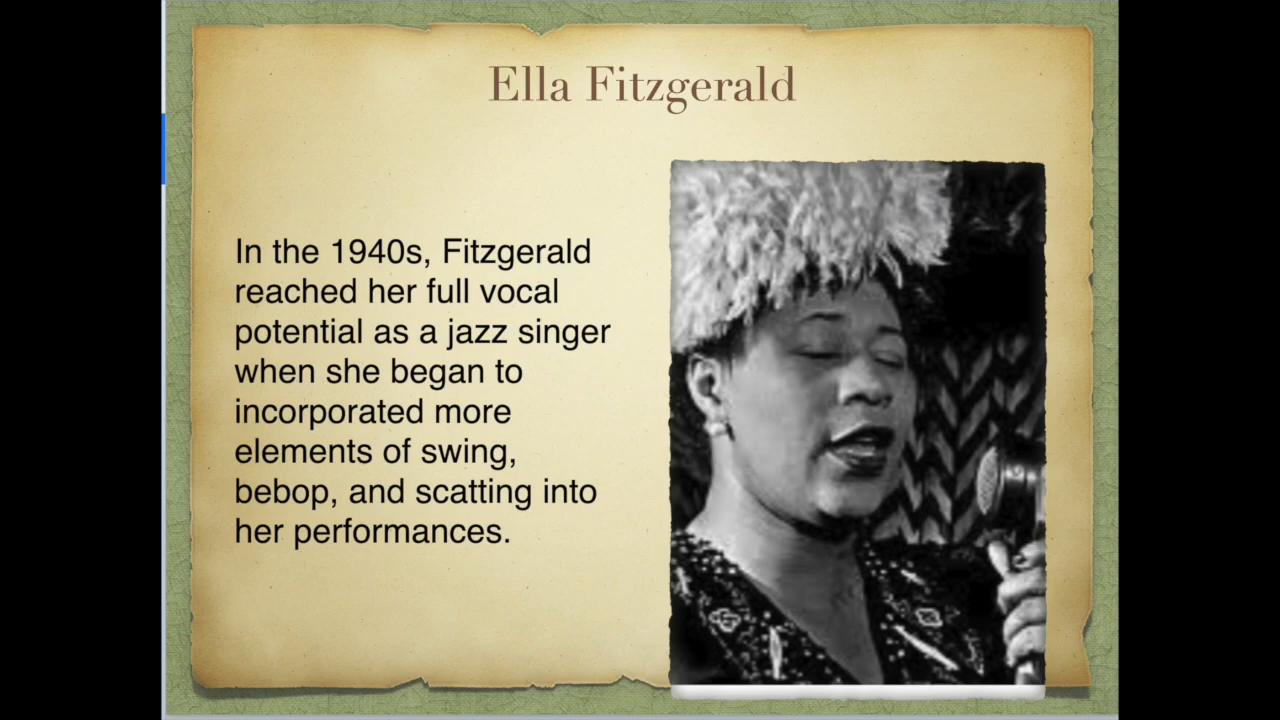 Ella Fitzgerald
In the 1940s, Fitzgerald
reached her full vocal
potential as a jazz singer
when she began to
incorporated more
elements of swing,
bebop, and scatting into
her performances.